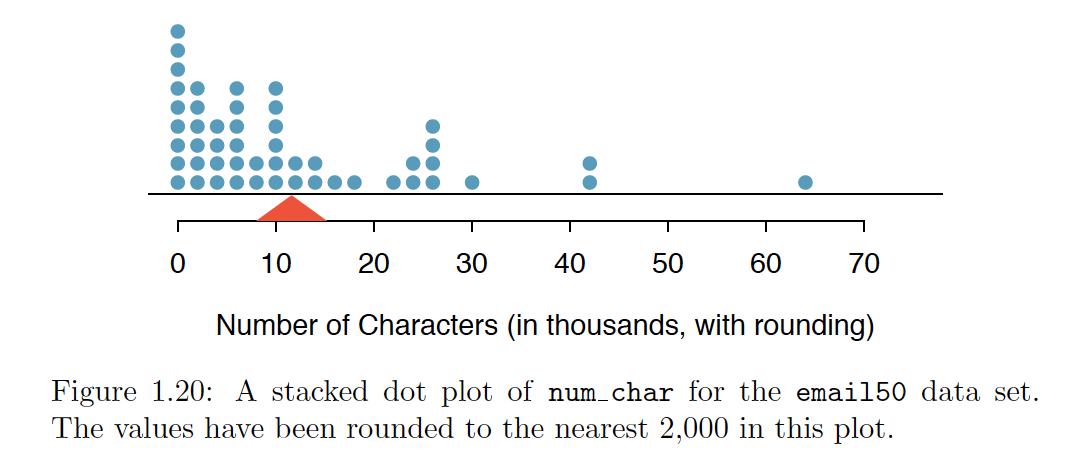 0 10 20 30 40 50 60 70
Number of Characters (in thousands, with rounding)
Figure 1.20: A stacked dot plot of num_char for the email50 data set.
The values have been rounded to the nearest 2,000 in this plot.